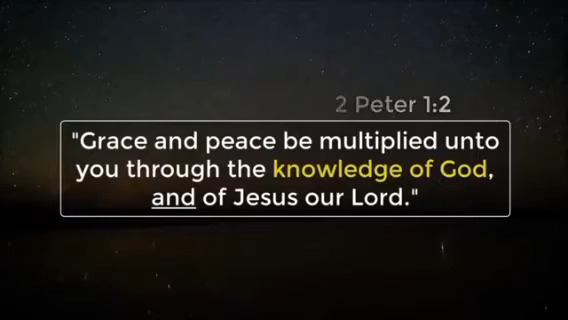 2 Peter 1:2
"Grace and peace be multiplied unto
you through the knowledge of God,
and of Jesus our Lord."